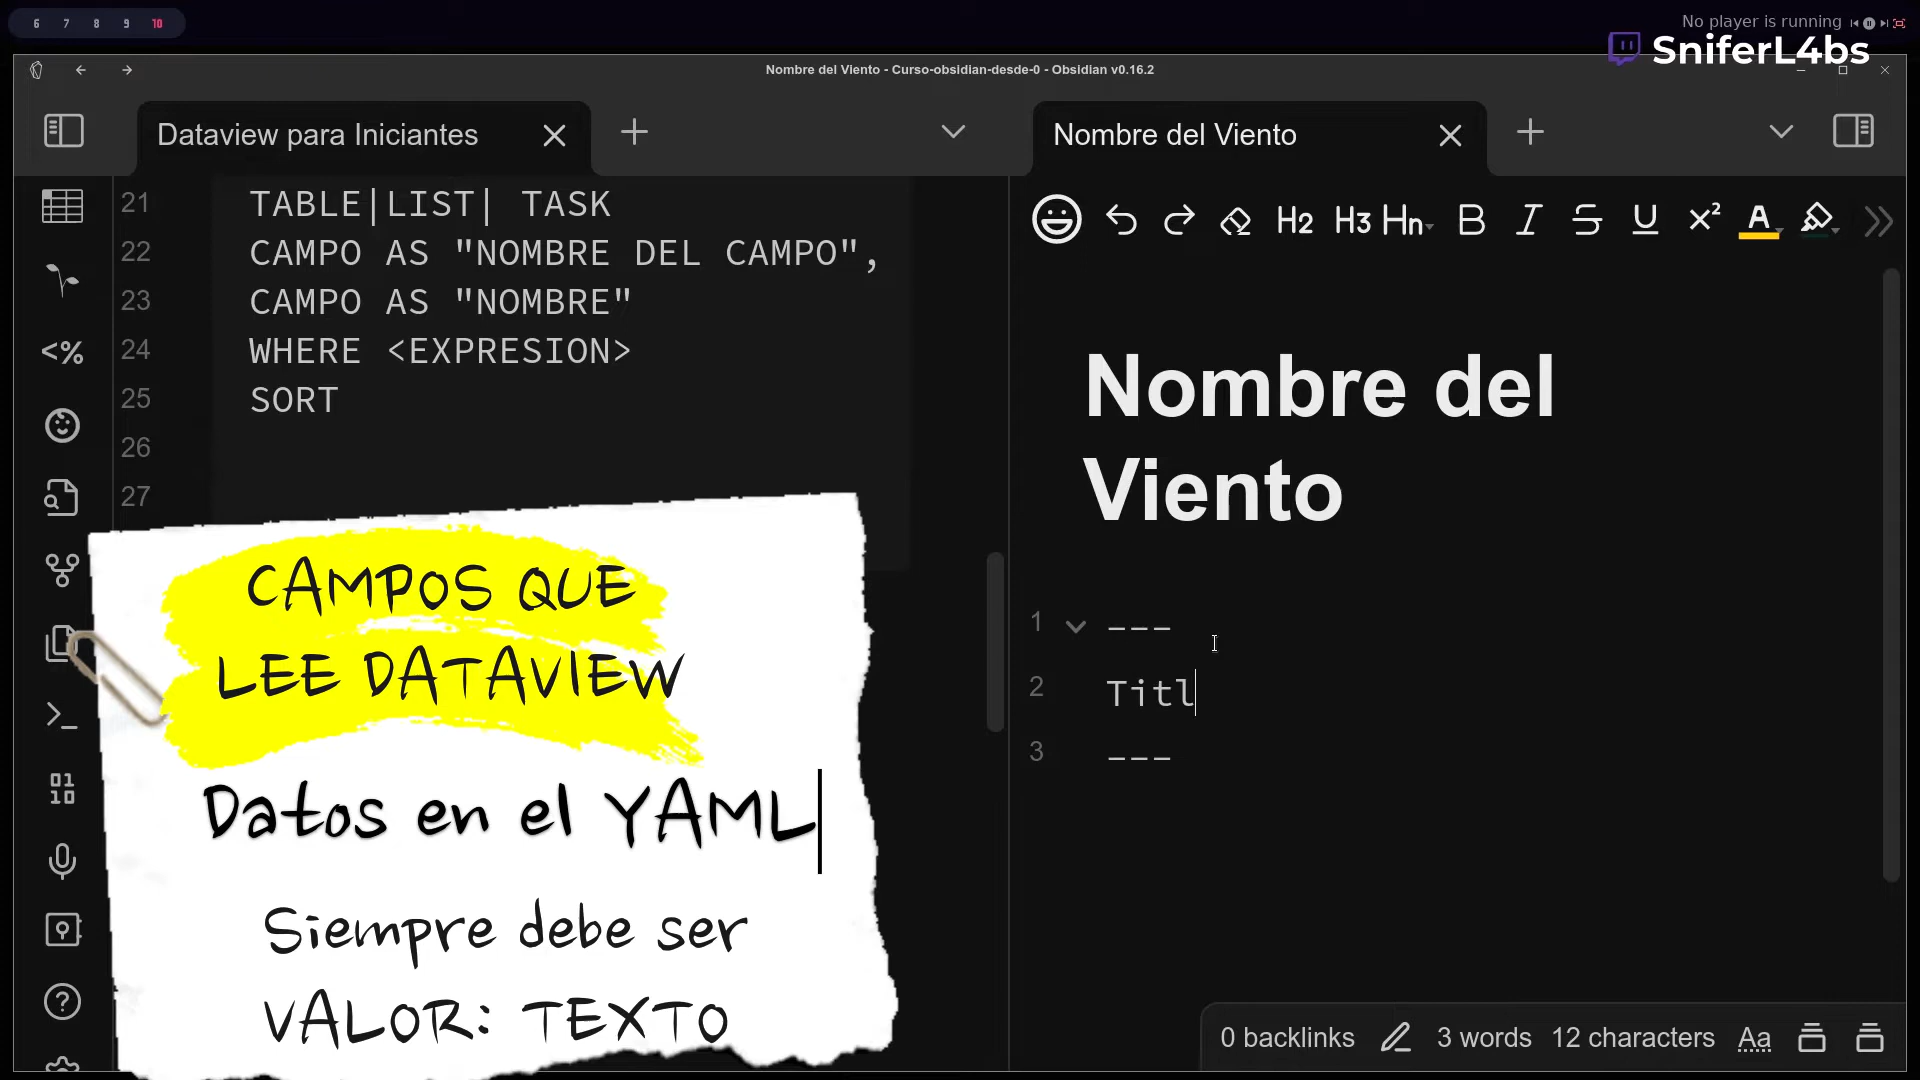 6 7 8 9 10
No player is running
SniferL4bs
Nombre del Viento - Curso-obsidian-desde-0 - Obsidian v0.16.2
Dataview para Iniciantes
Nombre del Viento
21 TABLE|LIST| TASK
22 CAMPO AS "NOMBRE DEL CAMPO",
23 CAMPO AS "NOMBRE"
24 WHERE <EXPRESION>
25 SORT
26
27
<%
CAMPOS QUE
LEE DATAVIEW
Datos en el YAML
Siempre debe ser
VALOR: TEXTO
H2 H3 Hn B I S U X² A
Nombre del
Viento
1 ---
2 Titl
3 ---
0 backlinks 3 words 12 characters Aa